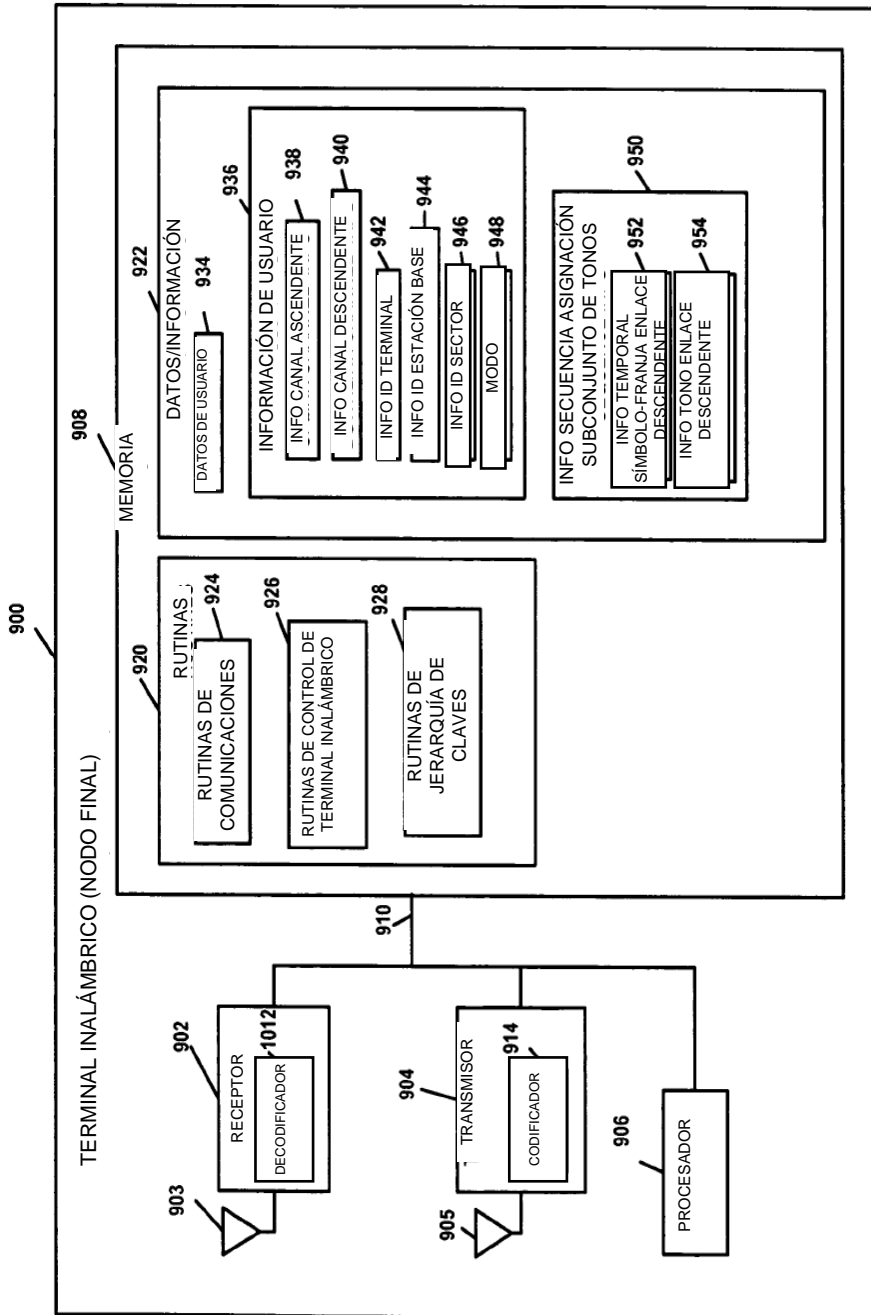 900
TERMINAL INALÁMBRICO (NODO FINAL)
903
902
RECEPTOR
1012
DECODIFICADOR
905
904
TRANSMISOR
914
CODIFICADOR
906
PROCESADOR
910
908
MEMORIA
920
RUTINAS
924
RUTINAS DE
COMUNICACIONES
926
RUTINAS DE CONTROL DE
TERMINAL INALÁMBRICO
928
RUTINAS DE
JERARQUÍA DE
CLAVES
922
DATOS/INFORMACIÓN
934
DATOS DE USUARIO
936
INFORMACIÓN DE USUARIO
938
INFO CANAL ASCENDENTE
940
INFO CANAL DESCENDENTE
942
INFO ID TERMINAL
944
INFO ID ESTACIÓN BASE
946
INFO ID SECTOR
948
MODO
950
INFO SECUENCIA ASIGNACIÓN
SUBCONJUNTO DE TONOS
952
INFO TEMPORAL
SÍMBOLO-FRANJA ENLACE
DESCENDENTE
954
INFO TONO ENLACE
DESCENDENTE